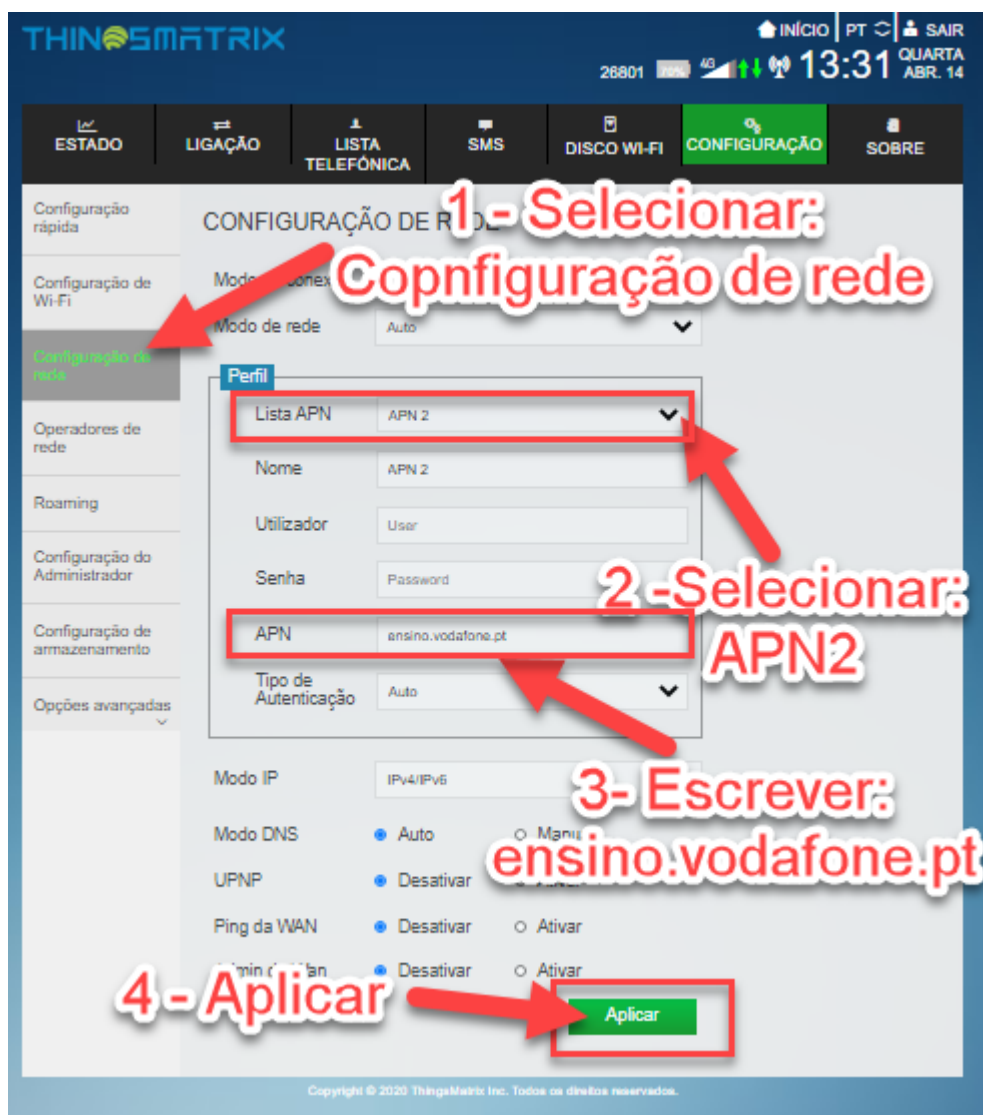 THINGSMATRIX
INÍCIO | PT | SAIR
26801 70% 4G 13:31 QUARTA ABR. 14
ESTADO
LIGAÇÃO
LISTA TELEFÓNICA
SMS
DISCO WI-FI
CONFIGURAÇÃO
SOBRE
Configuração
rápida
Configuração de
Wi-Fi
Configuração de
rede
Operadores de
rede
Roaming
Configuração do
Administrador
Configuração de
armazenamento
Opções avançadas
CONFIGURAÇÃO DE
1 - Selecionar:
Copnfiguração de rede
Modo de rede Auto
Perfil
Lista APN APN 2
Nome APN 2
Utilizador User
Senha Password
2 -Selecionar:
APN2
APN ensino.vodafone.pt
Tipo de
Autenticação Auto
Modo IP IPv4/IPv6
3- Escrever:
ensino.vodafone.pt
Modo DNS Auto
UPNP Desativar
Ping da WAN Desativar Ativar
Desativar Ativar
4 - Aplicar
Aplicar
Copyright © 2020 ThingsMatrix Inc. Todos os direitos reservados.